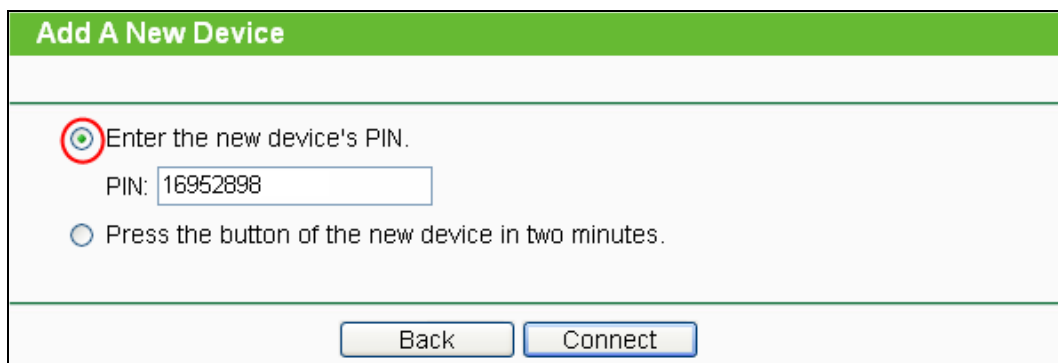 Add A New Device
Enter the new device's PIN.
PIN: 16952898
Press the button of the new device in two minutes.
Back Connect